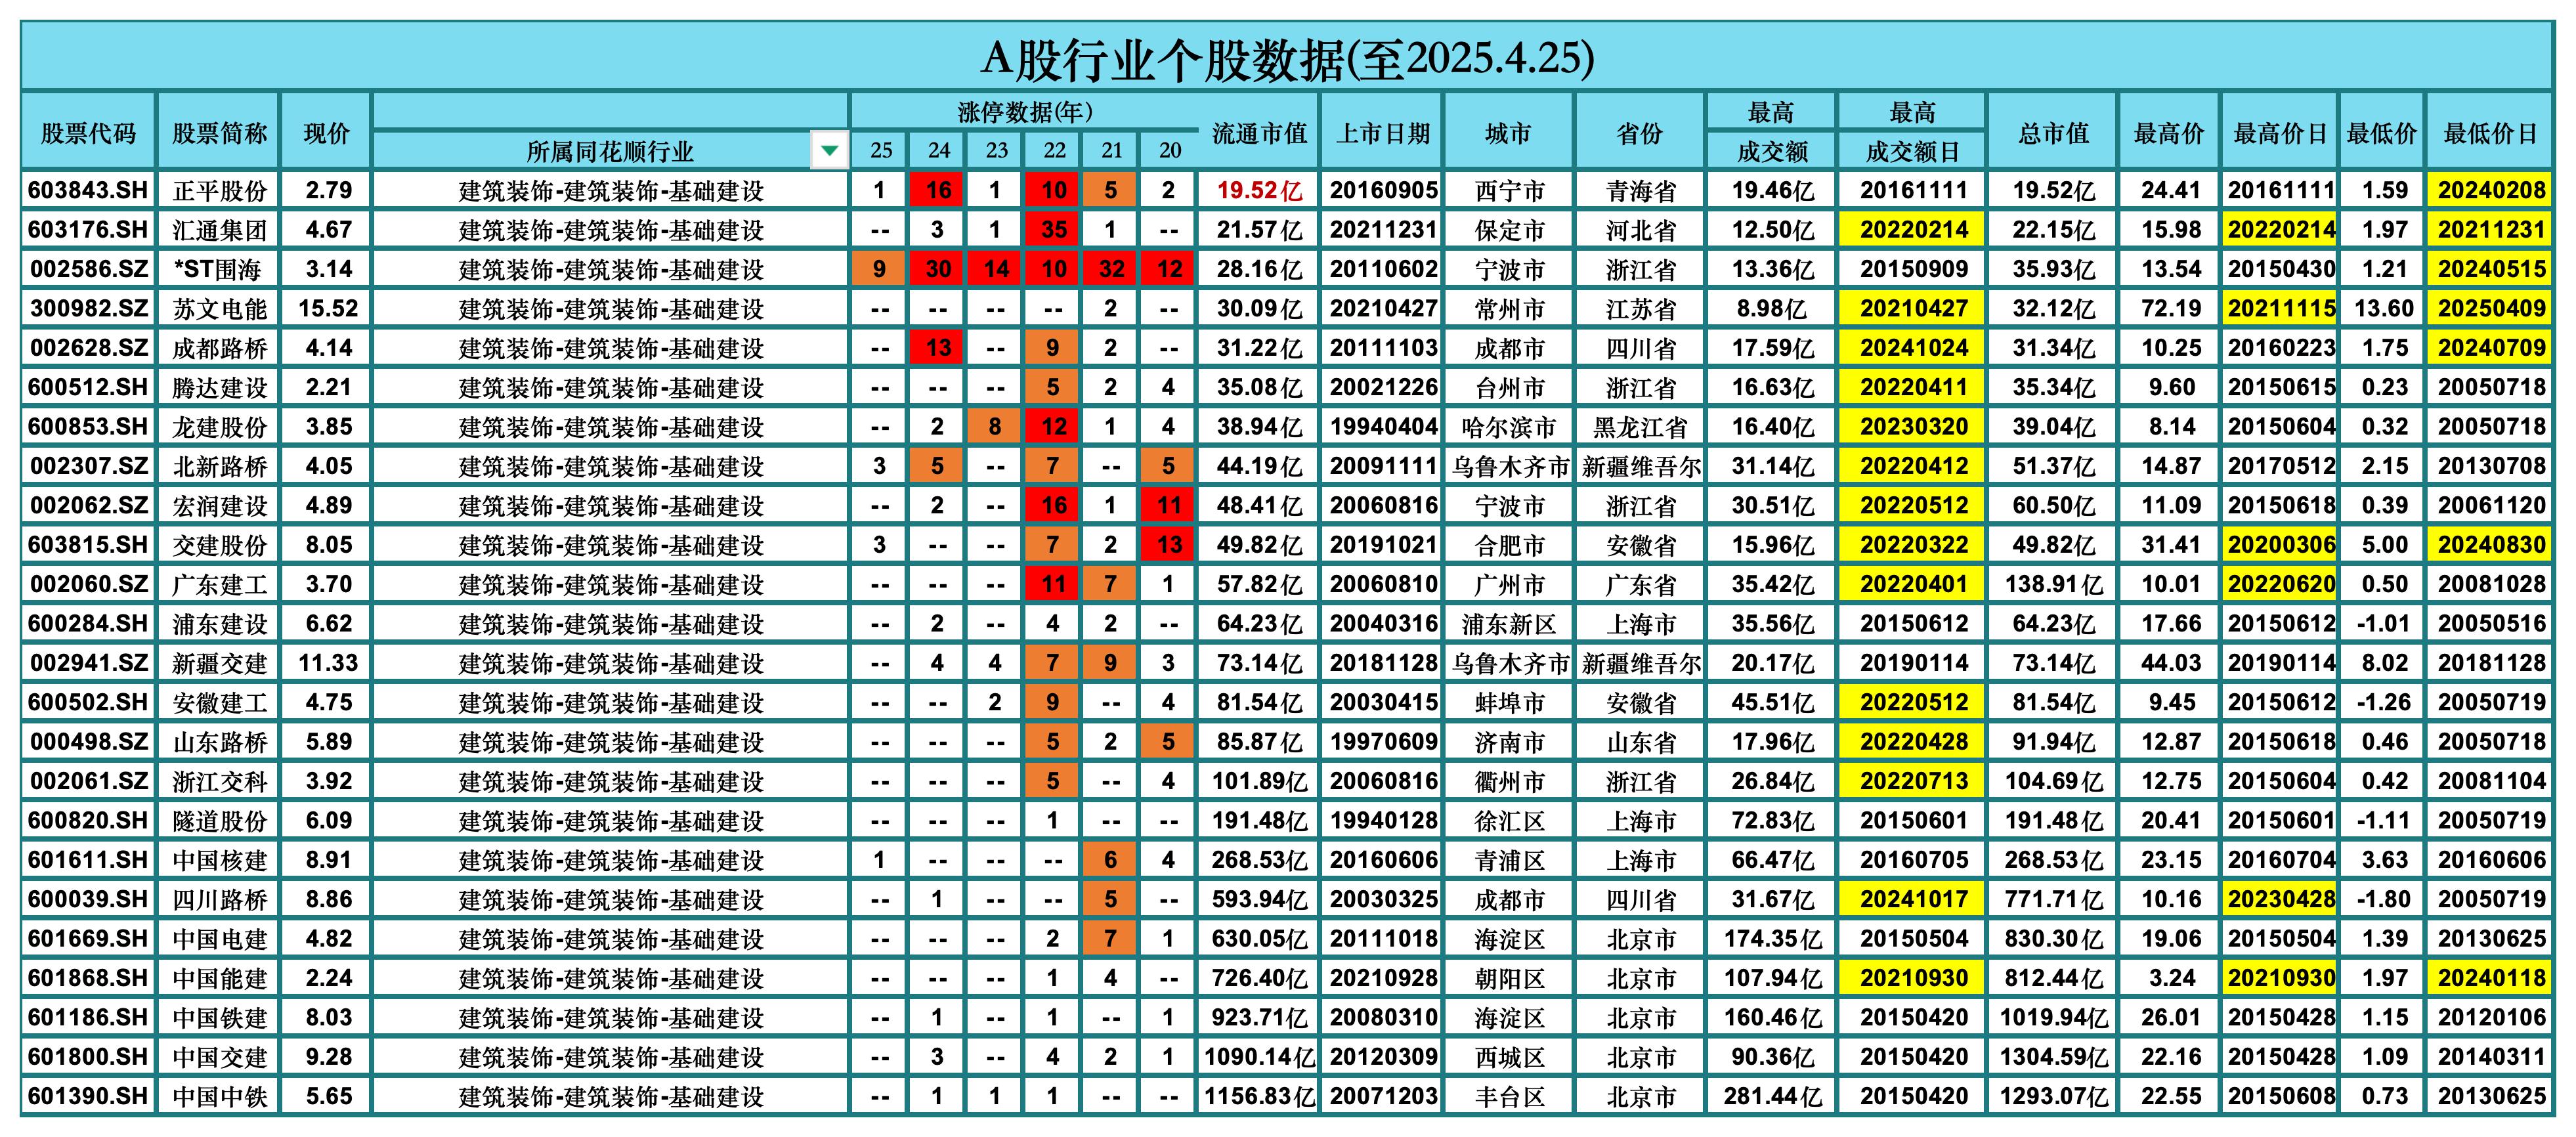 A股行业个股数据(至2025.4.25)
股票代码 股票简称 现价 所属同花顺行业 涨停数据(年) 25 24 23 22 21 20 流通市值 上市日期 城市 省份 最高成交额 最高成交额日 总市值 最高价 最高价日 最低价 最低价日
603843.SH 正平股份 2.79 建筑装饰-建筑装饰-基础建设 1 16 1 10 5 2 19.52亿 20160905 西宁市 青海省 19.46亿 20161111 19.52亿 24.41 20161111 1.59 20240208
603176.SH 汇通集团 4.67 建筑装饰-建筑装饰-基础建设 -- 3 1 35 1 -- 21.57亿 20211231 保定市 河北省 12.50亿 20220214 22.15亿 15.98 20220214 1.97 20211231
002586.SZ *ST围海 3.14 建筑装饰-建筑装饰-基础建设 9 30 14 10 32 12 28.16亿 20110602 宁波市 浙江省 13.36亿 20150909 35.93亿 13.54 20150430 1.21 20240515
300982.SZ 苏文电能 15.52 建筑装饰-建筑装饰-基础建设 -- -- -- -- 2 -- 30.09亿 20210427 常州市 江苏省 8.98亿 20210427 32.12亿 72.19 20211115 13.60 20250409
002628.SZ 成都路桥 4.14 建筑装饰-建筑装饰-基础建设 -- 13 -- 9 2 -- 31.22亿 20111103 成都市 四川省 17.59亿 20241024 31.34亿 10.25 20160223 1.75 20240709
600512.SH 腾达建设 2.21 建筑装饰-建筑装饰-基础建设 -- -- -- 5 2 4 35.08亿 20021226 台州市 浙江省 16.63亿 20220411 35.34亿 9.60 20150615 0.23 20050718
600853.SH 龙建股份 3.85 建筑装饰-建筑装饰-基础建设 -- 2 8 12 1 4 38.94亿 19940404 哈尔滨市 黑龙江省 16.40亿 20230320 39.04亿 8.14 20150604 0.32 20050718
002307.SZ 北新路桥 4.05 建筑装饰-建筑装饰-基础建设 3 5 -- 7 -- 5 44.19亿 20091111 乌鲁木齐市 新疆维吾尔 31.14亿 20220412 51.37亿 14.87 20170512 2.15 20130708
002062.SZ 宏润建设 4.89 建筑装饰-建筑装饰-基础建设 -- 2 -- 16 1 11 48.41亿 20060816 宁波市 浙江省 30.51亿 20220512 60.50亿 11.09 20150618 0.39 20061120
603815.SH 交建股份 8.05 建筑装饰-建筑装饰-基础建设 3 -- -- 7 2 13 49.82亿 20191021 合肥市 安徽省 15.96亿 20220322 49.82亿 31.41 20200306 5.00 20240830
002060.SZ 广东建工 3.70 建筑装饰-建筑装饰-基础建设 -- -- -- 11 7 1 57.82亿 20060810 广州市 广东省 35.42亿 20220401 138.91亿 10.01 20220620 0.50 20081028
600284.SH 浦东建设 6.62 建筑装饰-建筑装饰-基础建设 -- 2 -- 4 2 -- 64.23亿 20040316 浦东新区 上海市 35.56亿 20150612 64.23亿 17.66 20150612 -1.01 20050516
002941.SZ 新疆交建 11.33 建筑装饰-建筑装饰-基础建设 -- 4 4 7 9 3 73.14亿 20181128 乌鲁木齐市 新疆维吾尔 20.17亿 20190114 73.14亿 44.03 20190114 8.02 20181128
600502.SH 安徽建工 4.75 建筑装饰-建筑装饰-基础建设 -- -- 2 9 -- 4 81.54亿 20030415 蚌埠市 安徽省 45.51亿 20220512 81.54亿 9.45 20150612 -1.26 20050719
000498.SZ 山东路桥 5.89 建筑装饰-建筑装饰-基础建设 -- -- -- 5 2 5 85.87亿 19970609 济南市 山东省 17.96亿 20220428 91.94亿 12.87 20150618 0.46 20050718
002061.SZ 浙江交科 3.92 建筑装饰-建筑装饰-基础建设 -- -- -- 5 -- 4 101.89亿 20060816 衢州市 浙江省 26.84亿 20220713 104.69亿 12.75 20150604 0.42 20081104
600820.SH 隧道股份 6.09 建筑装饰-建筑装饰-基础建设 -- -- -- 1 -- -- 191.48亿 19940128 徐汇区 上海市 72.83亿 20150601 191.48亿 20.41 20150601 -1.11 20050719
601611.SH 中国核建 8.91 建筑装饰-建筑装饰-基础建设 1 -- -- -- 6 4 268.53亿 20160606 青浦区 上海市 66.47亿 20160705 268.53亿 23.15 20160704 3.63 20160606
600039.SH 四川路桥 8.86 建筑装饰-建筑装饰-基础建设 -- 1 -- -- 5 -- 593.94亿 20030325 成都市 四川省 31.67亿 20241017 771.71亿 10.16 20230428 -1.80 20050719
601669.SH 中国电建 4.82 建筑装饰-建筑装饰-基础建设 -- -- -- 2 7 1 630.05亿 20111018 海淀区 北京市 174.35亿 20150504 830.30亿 19.06 20150504 1.39 20130625
601868.SH 中国能建 2.24 建筑装饰-建筑装饰-基础建设 -- -- -- 1 4 -- 726.40亿 20210928 朝阳区 北京市 107.94亿 20210930 812.44亿 3.24 20210930 1.97 20240118
601186.SH 中国铁建 8.03 建筑装饰-建筑装饰-基础建设 -- 1 -- 1 -- 1 923.71亿 20080310 海淀区 北京市 160.46亿 20150420 1019.94亿 26.01 20150428 1.15 20120106
601800.SH 中国交建 9.28 建筑装饰-建筑装饰-基础建设 -- 3 -- 4 2 1 1090.14亿 20120309 西城区 北京市 90.36亿 20150420 1304.59亿 22.16 20150428 1.09 20140311
601390.SH 中国中铁 5.65 建筑装饰-建筑装饰-基础建设 -- 1 1 1 -- -- 1156.83亿 20071203 丰台区 北京市 281.44亿 20150420 1293.07亿 22.55 20150608 0.73 20130625